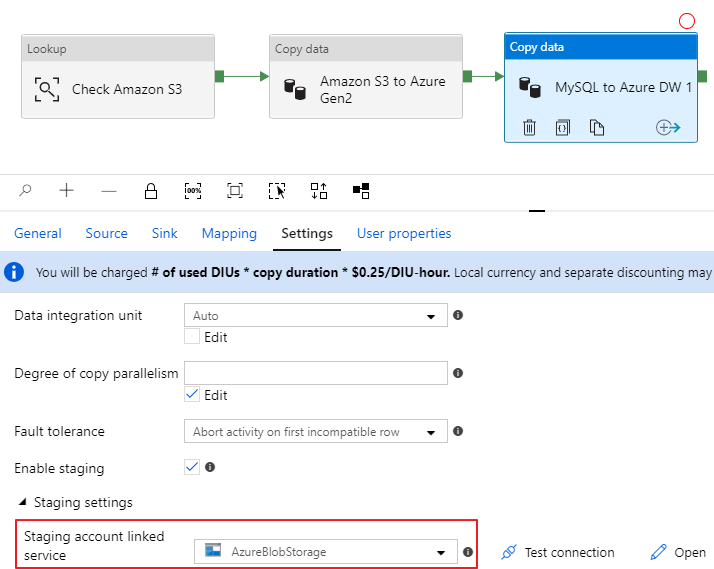 Lookup
Check Amazon S3
Copy data
Amazon S3 to Azure
Gen2
Copy data
MySQL to Azure DW 1
{}
100%
General Source Sink Mapping Settings User properties
You will be charged # of used DIUs * copy duration * $0.25/DIU-hour. Local currency and separate discounting may
Data integration unit Auto
Edit
Degree of copy parallelism
Edit
Fault tolerance Abort activity on first incompatible row
Enable staging
Staging settings
Staging account linked
service AzureBlobStorage Test connection Open